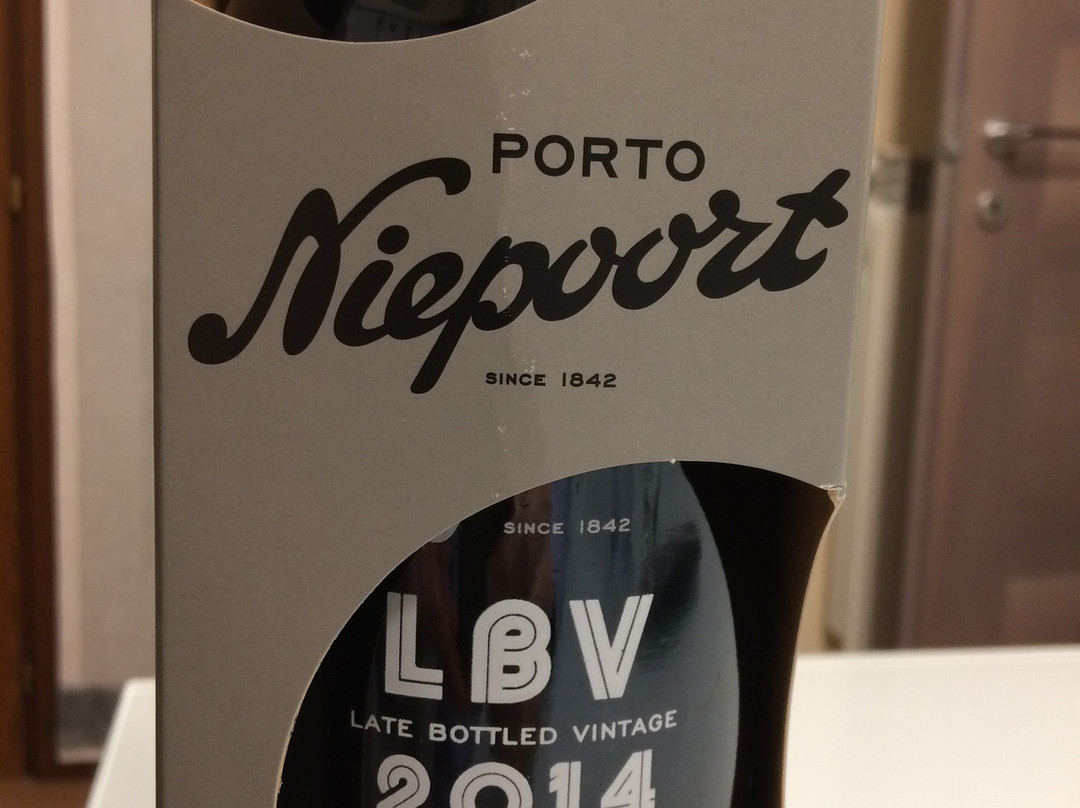 PORTO
Niepoort
SINCE 1842
SINCE 1842
LBV
LATE BOTTLED VINTAGE
2014